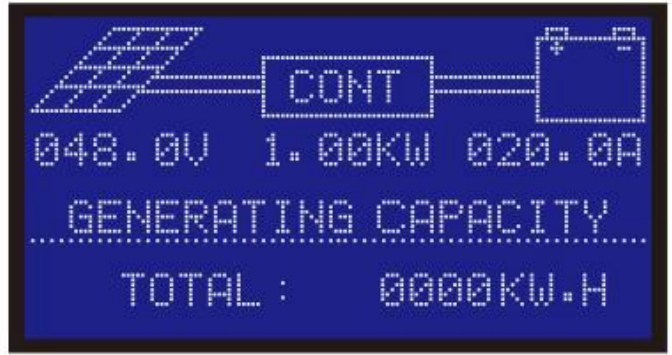 CONT
048.0V 1.00KW 020.0A
GENERATING CAPACITY
TOTAL: 0000KW.H